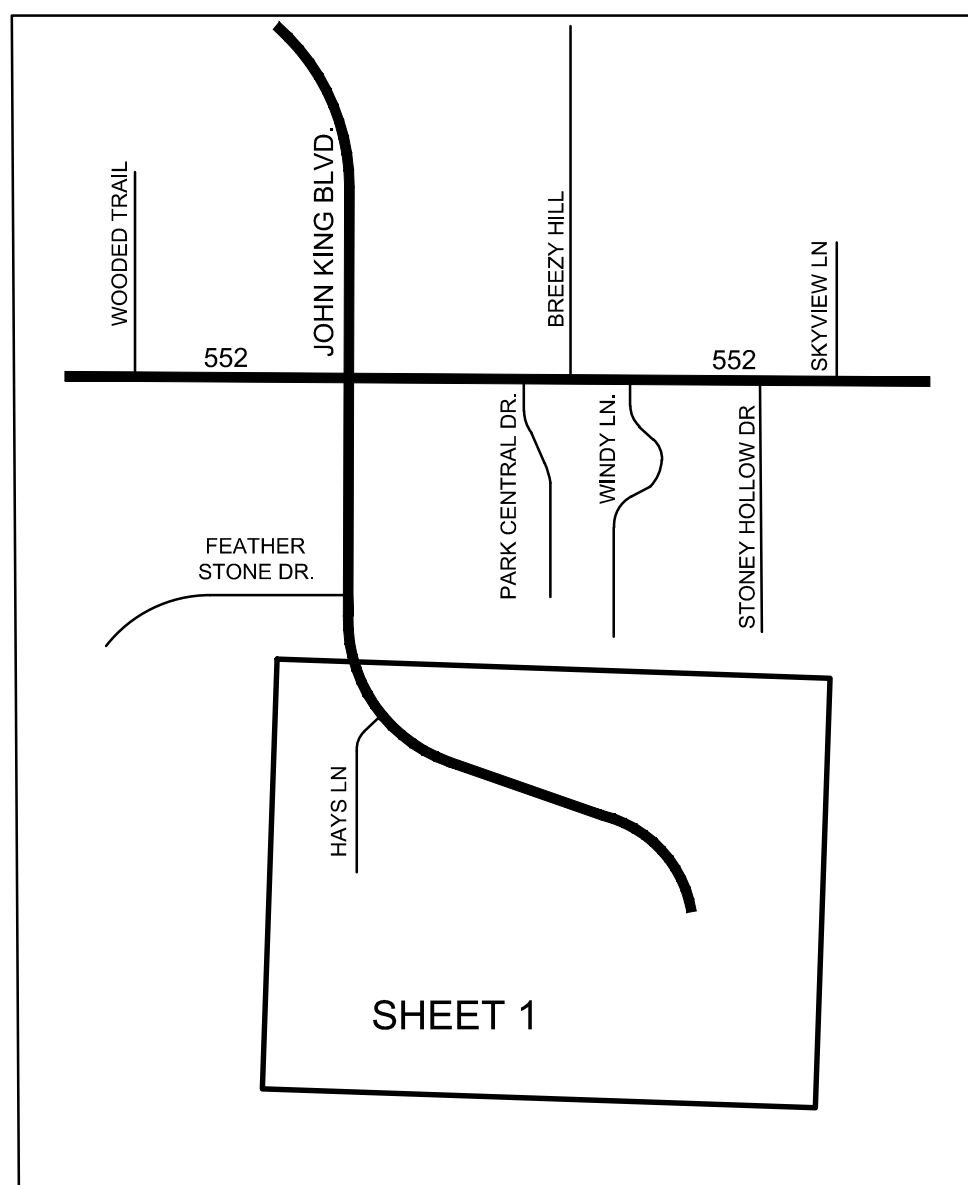 WOODED TRAIL
JOHN KING BLVD.
BREEZY HILL
SKYVIEW LN
552
552
PARK CENTRAL DR.
WINDY LN.
STONEY HOLLOW DR
FEATHER
STONE DR.
HAYS LN
SHEET 1